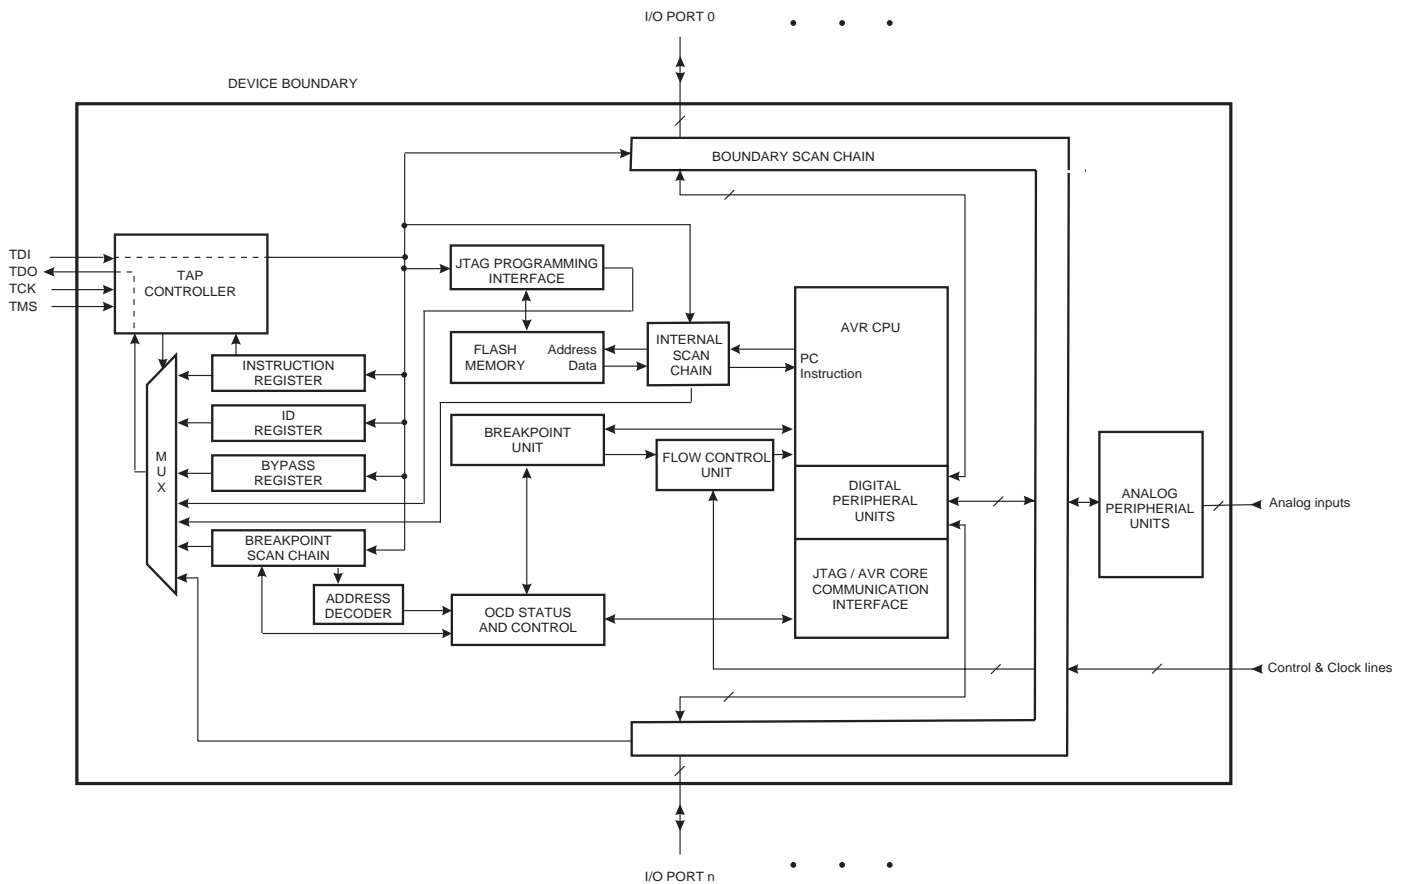 I/O PORT 0
DEVICE BOUNDARY
BOUNDARY SCAN CHAIN
TDI
TDO
TCK
TMS
TAP
CONTROLLER
JTAG PROGRAMMING
INTERFACE
AVR CPU
FLASH
MEMORY
Address
Data
INTERNAL
SCAN
CHAIN
PC
Instruction
INSTRUCTION
REGISTER
ID
REGISTER
BREAKPOINT
UNIT
FLOW CONTROL
UNIT
M
U
X
BYPASS
REGISTER
DIGITAL
PERIPHERAL
UNITS
ANALOG
PERIPHERIAL
UNITS
Analog inputs
BREAKPOINT
SCAN CHAIN
ADDRESS
DECODER
OCD STATUS
AND CONTROL
JTAG / AVR CORE
COMMUNICATION
INTERFACE
Control & Clock lines
I/O PORT n